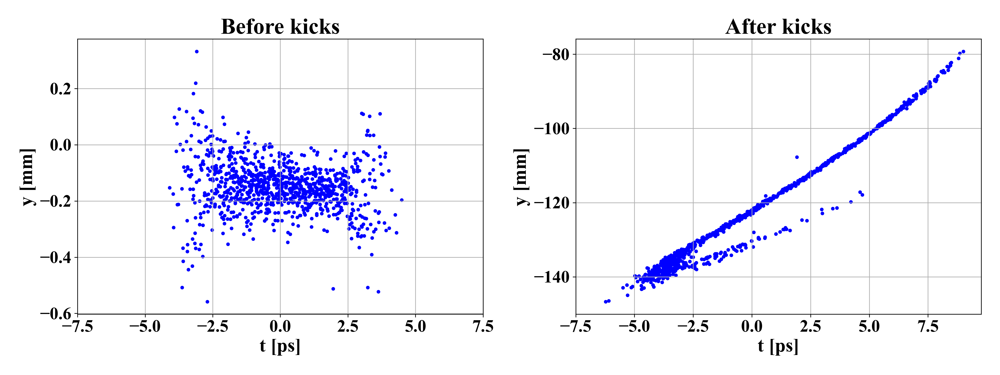 Before kicks
y [mm]
0.2
0.0
−0.2
−0.4
−0.6
−7.5 −5.0 −2.5 0.0 2.5 5.0 7.5
t [ps]
After kicks
y [mm]
−80
−100
−120
−140
−7.5 −5.0 −2.5 0.0 2.5 5.0 7.5
t [ps]